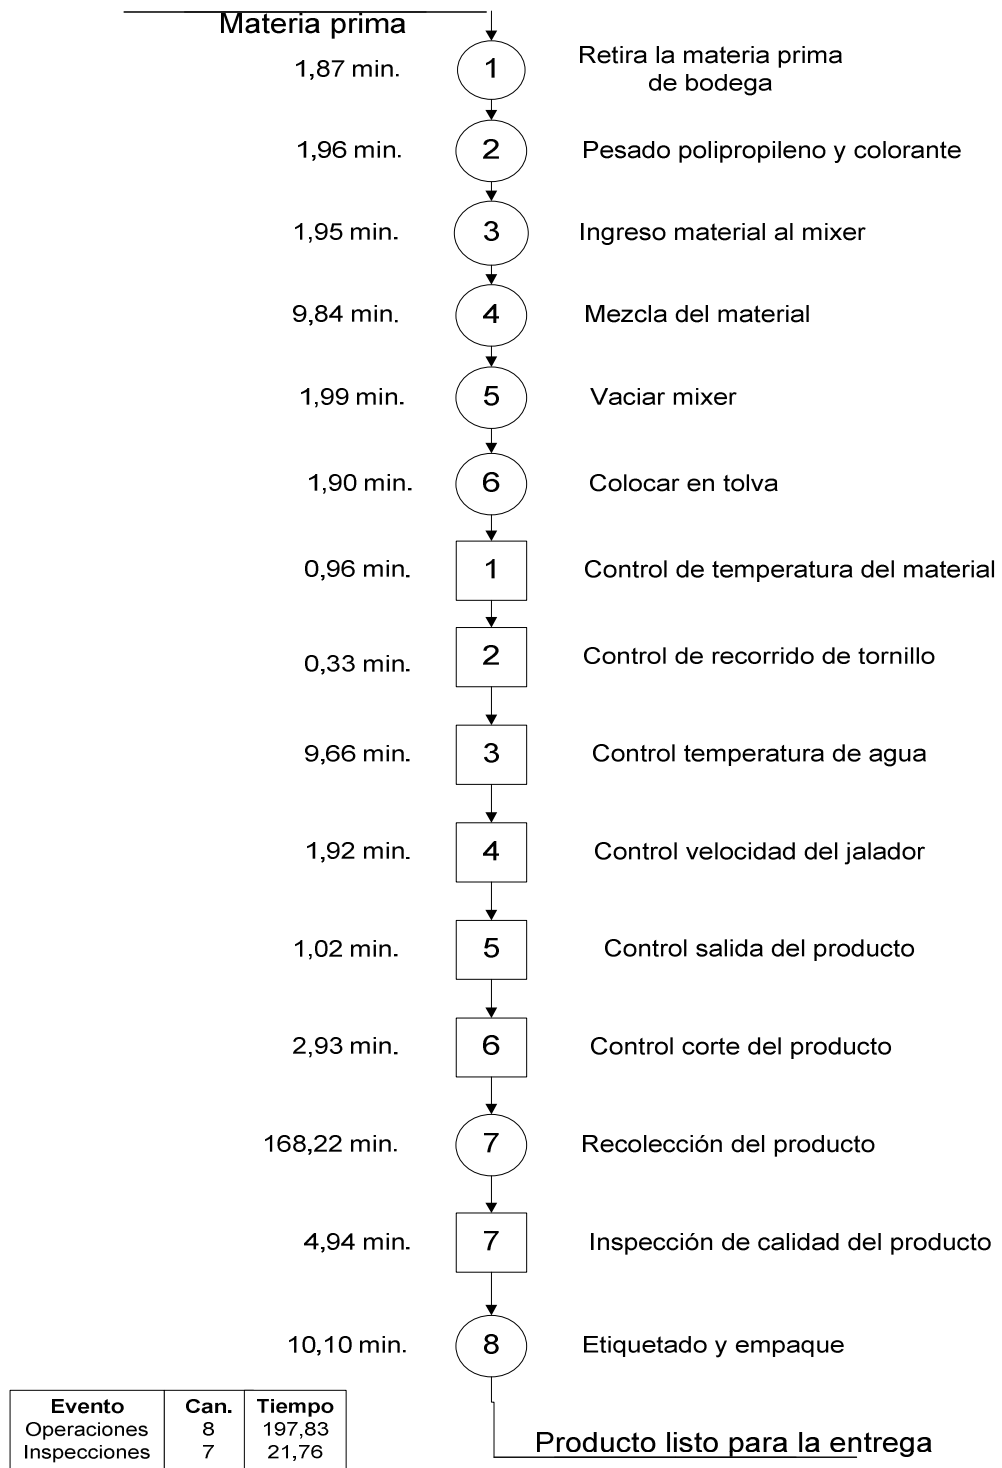 Materia prima
1,87 min. 1 Retira la materia prima
de bodega
1,96 min. 2 Pesado polipropileno y colorante
1,95 min. 3 Ingreso material al mixer
9,84 min. 4 Mezcla del material
1,99 min. 5 Vaciar mixer
1,90 min. 6 Colocar en tolva
0,96 min. 1 Control de temperatura del material
0,33 min. 2 Control de recorrido de tornillo
9,66 min. 3 Control temperatura de agua
1,92 min. 4 Control velocidad del jalador
1,02 min. 5 Control salida del producto
2,93 min. 6 Control corte del producto
168,22 min. 7 Recolección del producto
4,94 min. 7 Inspección de calidad del producto
10,10 min. 8 Etiquetado y empaque
Evento Can. Tiempo
Operaciones 8 197,83
Inspecciones 7 21,76
Producto listo para la entrega